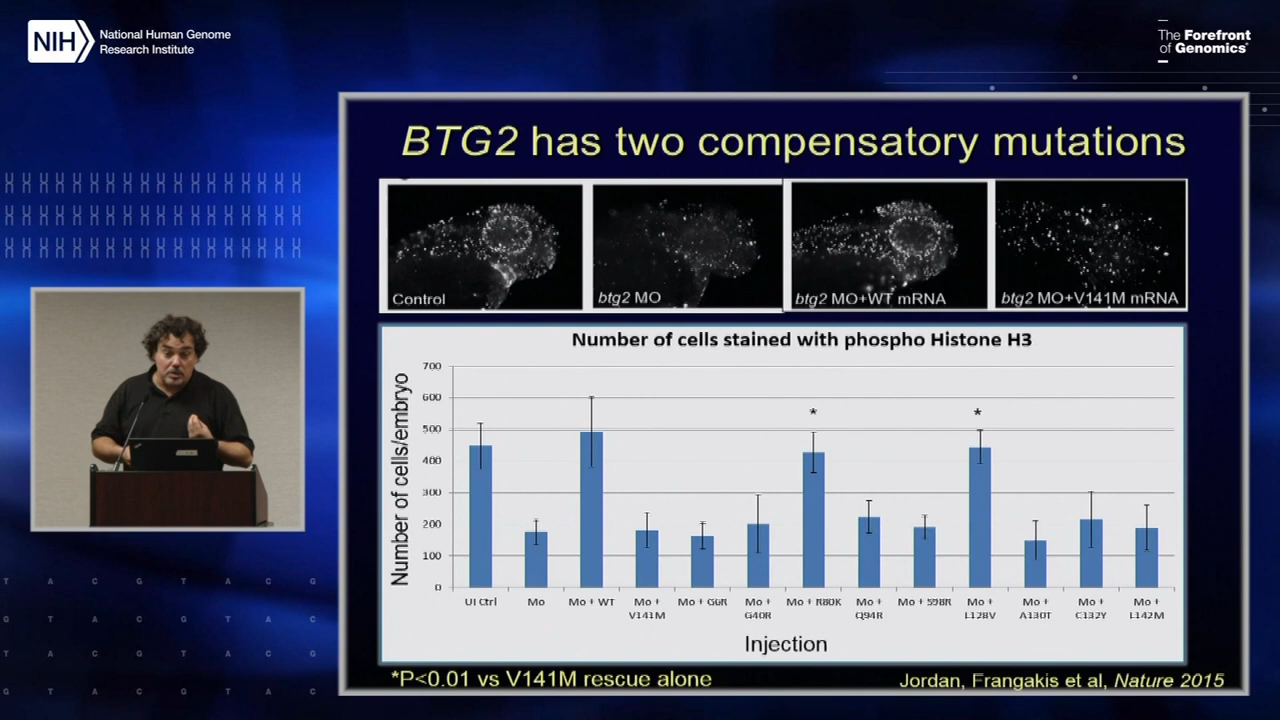 NIH
National Human Genome
Research Institute
The Forefront
of Genomics®
BTG2 has two compensatory mutations
Control
btg2 MO
btg2 MO+WT mRNA
btg2 MO+V141M mRNA
Number of cells stained with phospho Histone H3
Number of cells/embryo
700
600
500
400
300
200
100
0
*
*
UI Ctrl
Mo
Mo + WT
Mo +
V141M
Mo + G6R
Mo +
G40R
Mo + R80K
Mo +
Q94R
Mo + S98R
Mo +
L128V
Mo +
A130T
Mo +
C132Y
Mo +
L142M
Injection
*P<0.01 vs V141M rescue alone
Jordan, Frangakis et al, Nature 2015
T A C G T A C G
G T A C G T A C
T A C G T A C G
G T A C G T A C